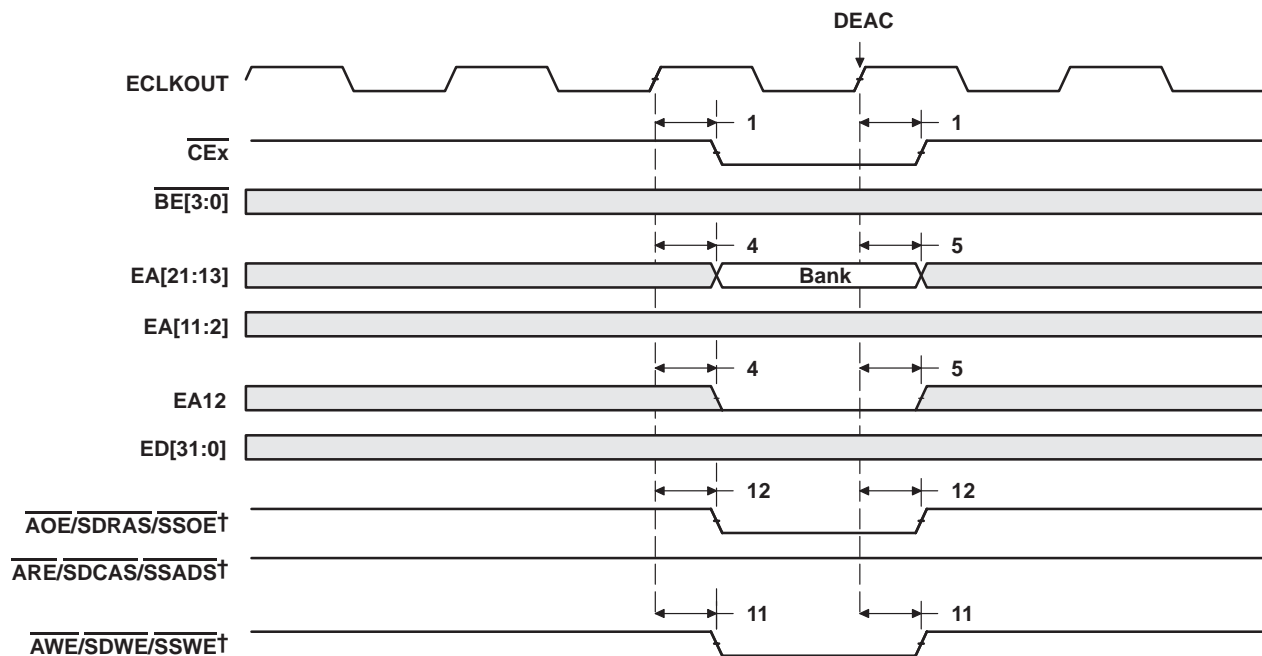 DEAC
ECLKOUT
1 1
CEx
BE[3:0]
4 5
EA[21:13] Bank
EA[11:2]
4 5
EA12
ED[31:0]
12 12
AOE/SDRAS/SSOE†
ARE/SDCAS/SSADS†
11 11
AWE/SDWE/SSWE†